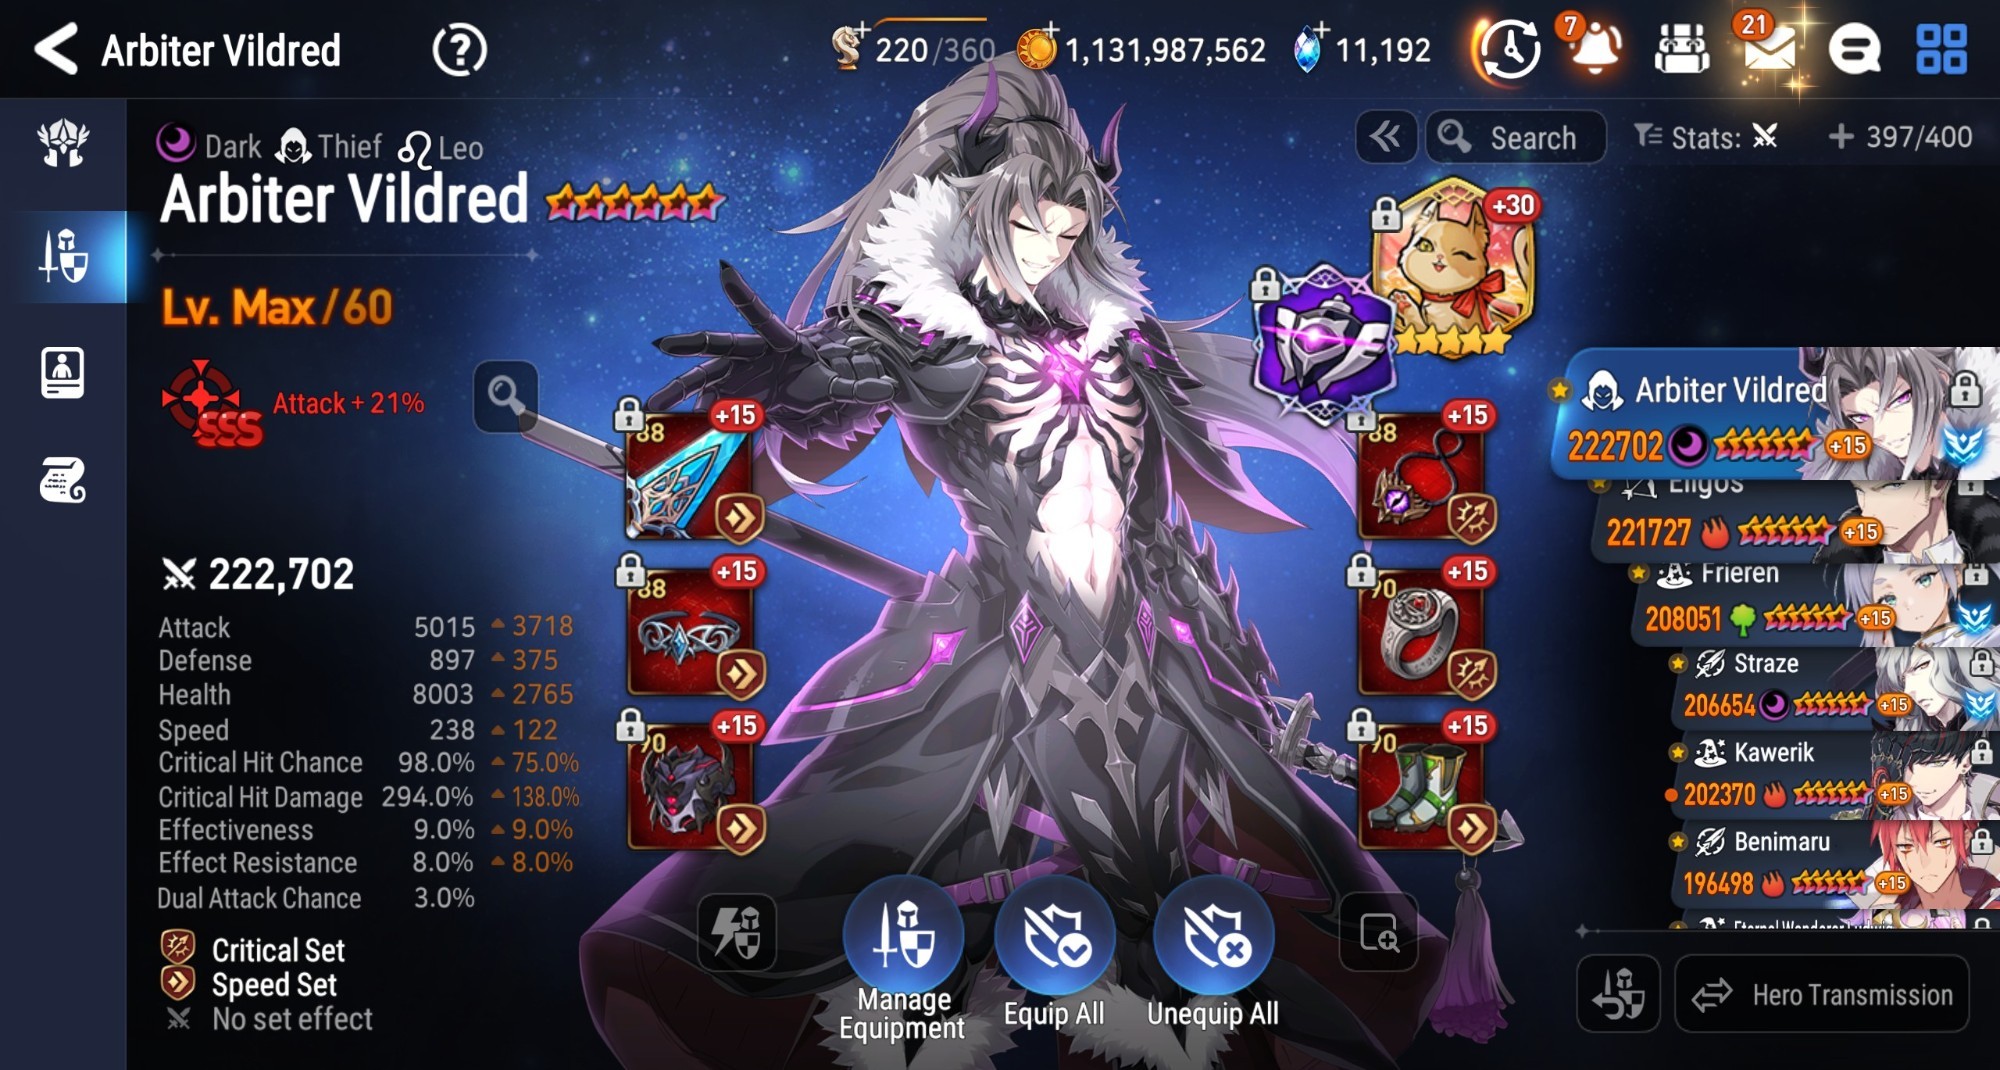 Arbiter Vildred
?
220/360
1,131,987,562
11,192
7
21
Dark Thief Leo
Arbiter Vildred
Lv. Max/60
SSS Attack + 21%
222,702
Attack 5015 3718
Defense 897 375
Health 8003 2765
Speed 238 122
Critical Hit Chance 98.0% 75.0%
Critical Hit Damage 294.0% 138.0%
Effectiveness 9.0% 9.0%
Effect Resistance 8.0% 8.0%
Dual Attack Chance 3.0%
Critical Set
Speed Set
No set effect
88 +15
88 +15
90 +15
+30
88 +15
90 +15
90 +15
Manage
Equipment
Equip All
Unequip All
Search
Stats:
397/400
Arbiter Vildred
222702 +15
Eligos
221727 +15
Frieren
208051 +15
Straze
206654 +15
Kawerik
202370 +15
Benimaru
196498 +15
Eternal Wanderer Ludwig
Hero Transmission